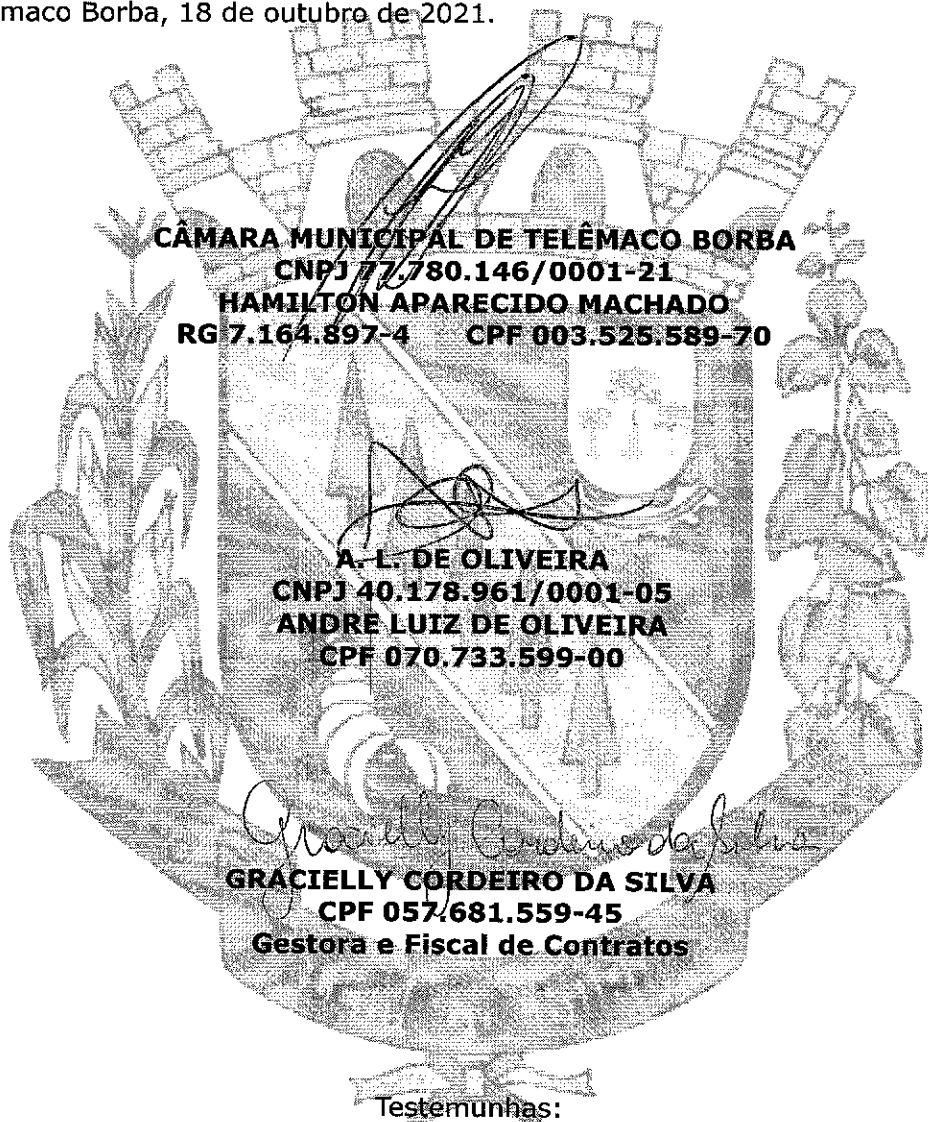 maco Borba, 18 de outubro de 2021.
CÂMARA MUNICIPAL DE TELÊMACO BORBA
CNPJ 77.780.146/0001-21
HAMILTON APARECIDO MACHADO
RG 7.164.897-4 CPF 003.525.589-70
A. L. DE OLIVEIRA
CNPJ 40.178.961/0001-05
ANDRE LUIZ DE OLIVEIRA
CPF 070.733.599-00
Gracielly Cordeiro da Silva
GRACIELLY CORDEIRO DA SILVA
CPF 057.681.559-45
Gestora e Fiscal de Contratos
Testemunhas: